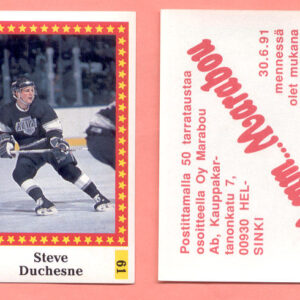 Steve
Duchesne
61
Postittamalla 50 tarrataustaa
osoitteella Oy Marabou
Ab, Kauppakar-
tanonkatu 7,
00930 HEL-
SINKI
Marabou
30.6.91
mennessä
olet mukana